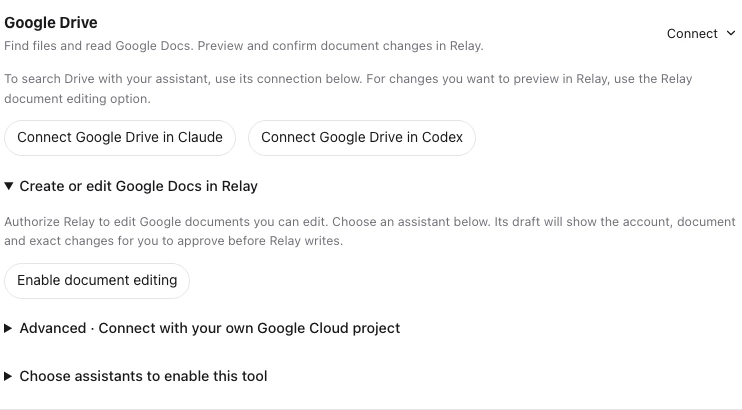 Google Drive
Connect
Find files and read Google Docs. Preview and confirm document changes in Relay.
To search Drive with your assistant, use its connection below. For changes you want to preview in Relay, use the Relay
document editing option.
Connect Google Drive in Claude
Connect Google Drive in Codex
Create or edit Google Docs in Relay
Authorize Relay to edit Google documents you can edit. Choose an assistant below. Its draft will show the account, document
and exact changes for you to approve before Relay writes.
Enable document editing
Advanced · Connect with your own Google Cloud project
Choose assistants to enable this tool